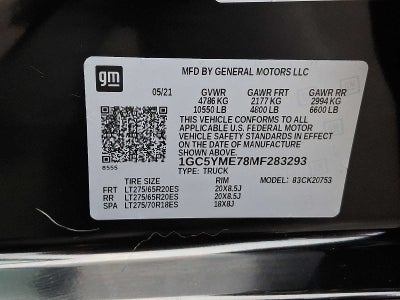 gm
MFD BY GENERAL MOTORS LLC
05/21 GVWR GAWR FRT GAWR RR
4786 KG 2177 KG 2994 KG
10550 LB 4800 LB 6600 LB
THIS VEHICLE CONFORMS TO ALL
APPLICABLE U.S. FEDERAL MOTOR
VEHICLE SAFETY STANDARDS IN EFFECT
ON THE DATE OF MANUFACTURE SHOWN ABOVE.
1GC5YME78MF283293
TYPE: TRUCK
8555
TIRE SIZE RIM MODEL: 83CK20753
FRT LT275/65R20ES 20X8.5J
RR LT275/65R20ES 20X8.5J
SPA LT275/70R18ES 18X8J